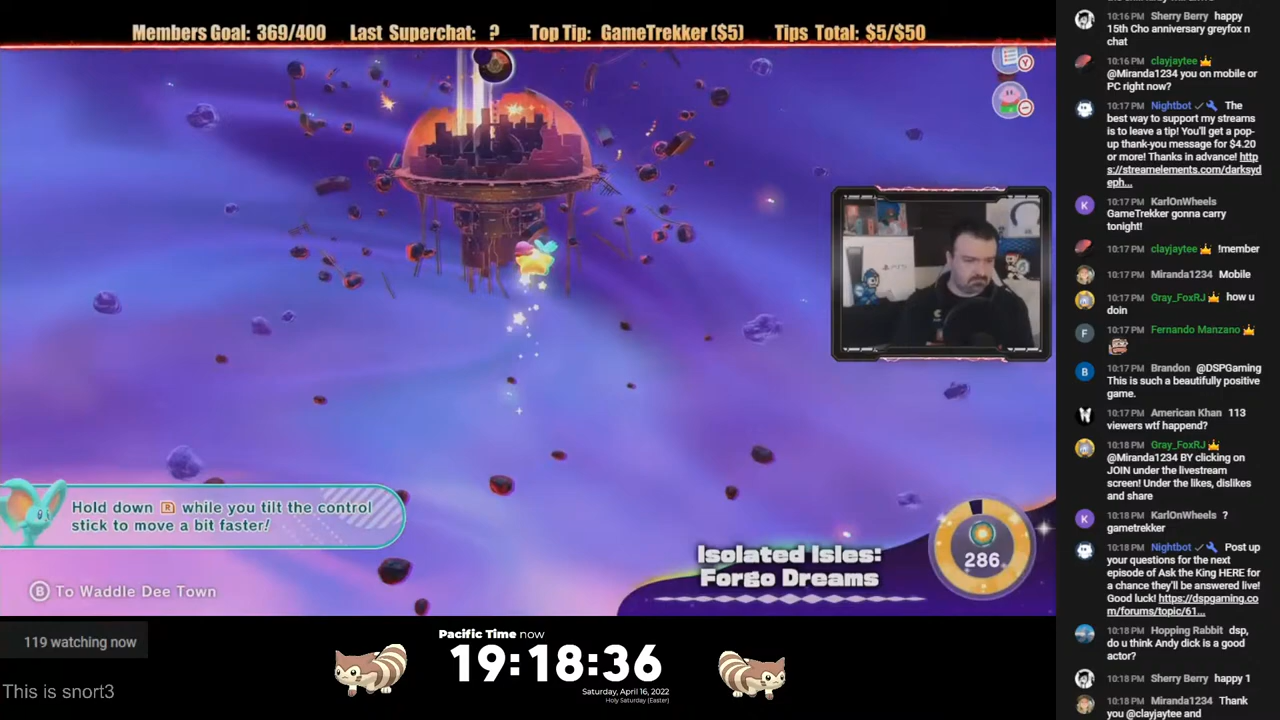 Members Goal: 369/400 Last Superchat: ? Top Tip: GameTrekker ($5) Tips Total: $5/$50
Y
Hold down R while you tilt the control
stick to move a bit faster!
B To Waddle Dee Town
Isolated Isles:
Forgo Dreams
286
119 watching now
This is snort3
Pacific Time now
19:18:36
Saturday, April 16, 2022
Holy Saturday (Easter)
10:16 PM Sherry Berry happy
15th Cho anniversary greyfox n
chat
10:16 PM clayjaytee
@Miranda1234 you on mobile or
PC right now?
10:17 PM Nightbot The
best way to support my streams
is to leave a tip! You'll get a pop-
up thank-you message for $4.20
or more! Thanks in advance! http
s://streamelements.com/darksyd
eph...
K 10:17 PM KarlOnWheels
GameTrekker gonna carry
tonight!
10:17 PM clayjaytee !member
10:17 PM Miranda1234 Mobile
10:17 PM Gray_FoxRJ how u
doin
F 10:17 PM Fernando Manzano
B 10:17 PM Brandon @DSPGaming
This is such a beautifully positive
game.
10:17 PM American Khan 113
viewers wtf happend?
10:18 PM Gray_FoxRJ
@Miranda1234 BY clicking on
JOIN under the livestream
screen! Under the likes, dislikes
and share
K 10:18 PM KarlOnWheels ?
gametrekker
10:18 PM Nightbot Post up
your questions for the next
episode of Ask the King HERE for
a chance they'll be answered live!
Good luck! https://dspgaming.co
m/forums/topic/61...
10:18 PM Hopping Rabbit dsp,
do u think Andy dick is a good
actor?
10:18 PM Sherry Berry happy 1
10:18 PM Miranda1234 Thank
you @clayjaytee and